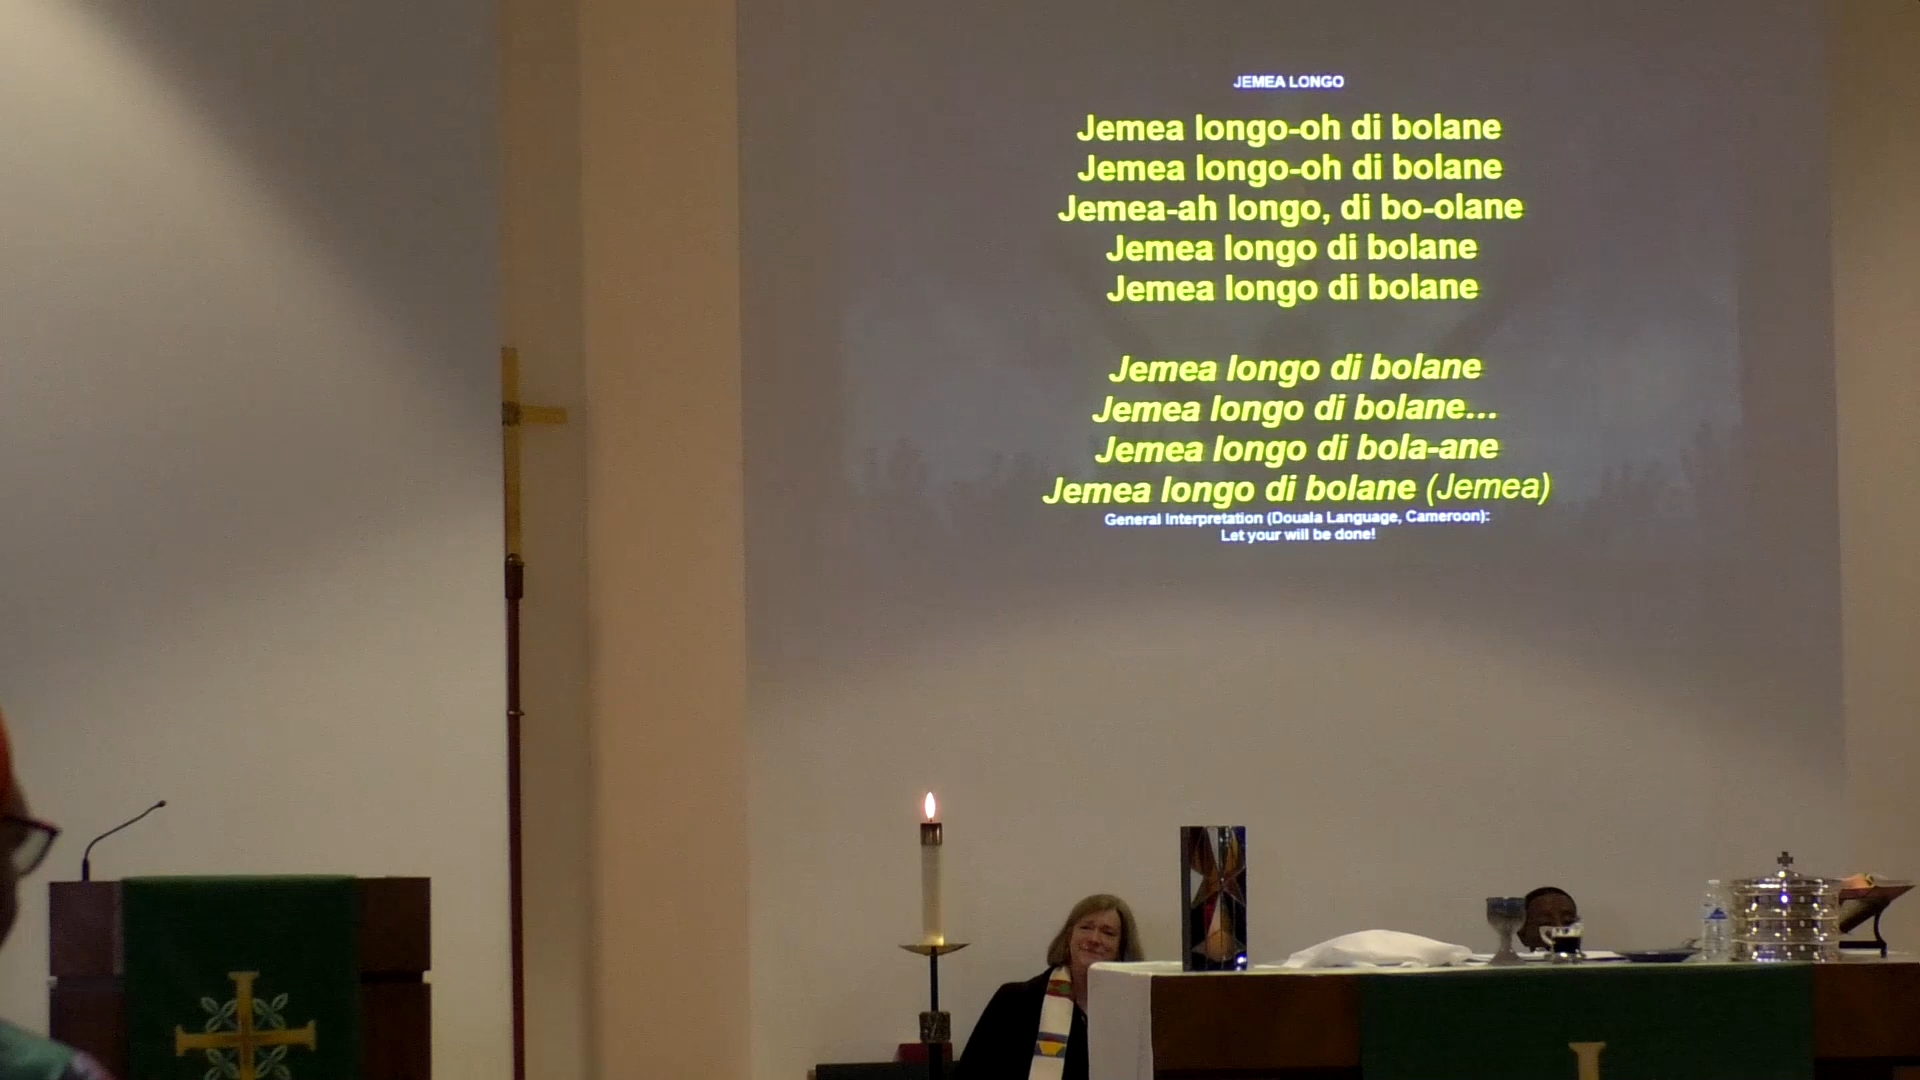 JEMEA LONGO
Jemea longo-oh di bolane
Jemea longo-oh di bolane
Jemea-ah longo, di bo-olane
Jemea longo di bolane
Jemea longo di bolane
Jemea longo di bolane
Jemea longo di bolane...
Jemea longo di bola-ane
Jemea longo di bolane (Jemea)
General Interpretation (Douala Language, Cameroon):
Let your will be done!